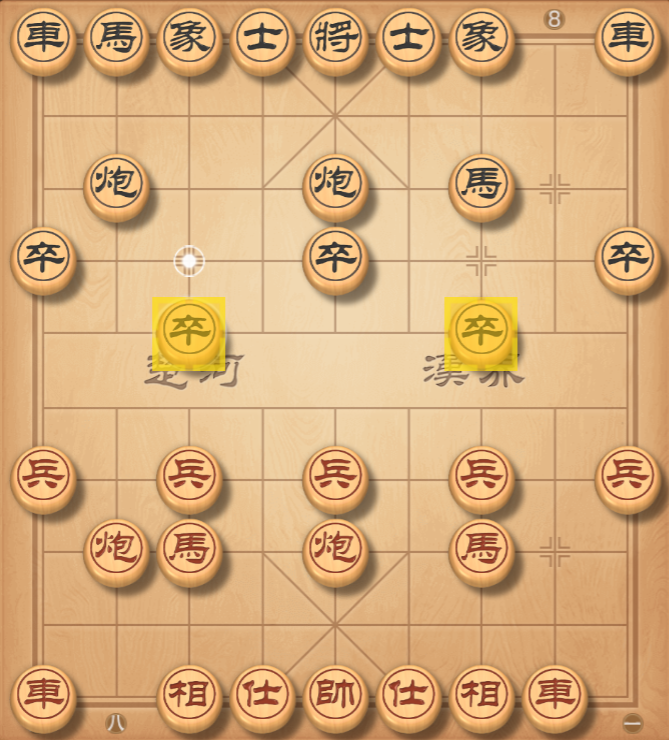 8
車馬象士將士象車
炮炮馬
卒卒卒
卒卒
楚河 漢界
兵兵兵兵兵
炮馬炮馬
車相仕帥仕相車
八 一